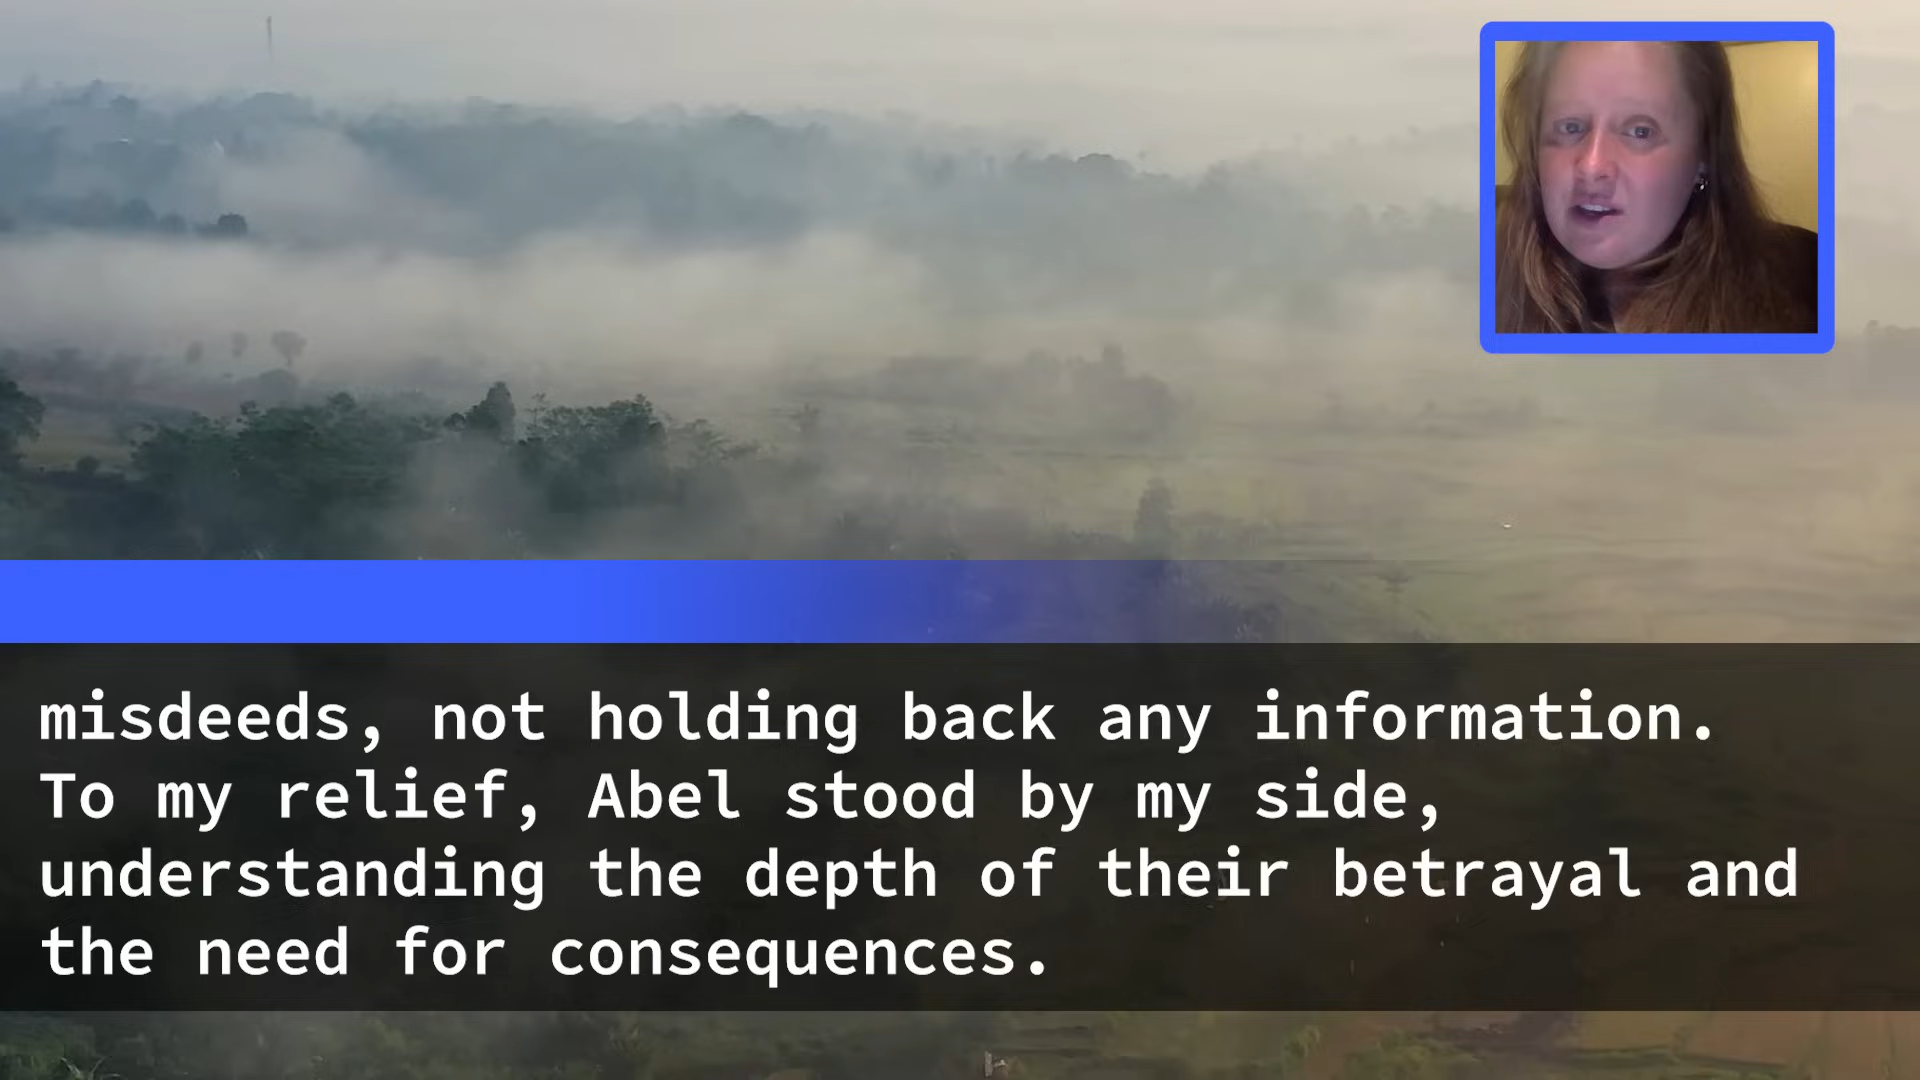 misdeeds, not holding back any information.
To my relief, Abel stood by my side,
understanding the depth of their betrayal and
the need for consequences.